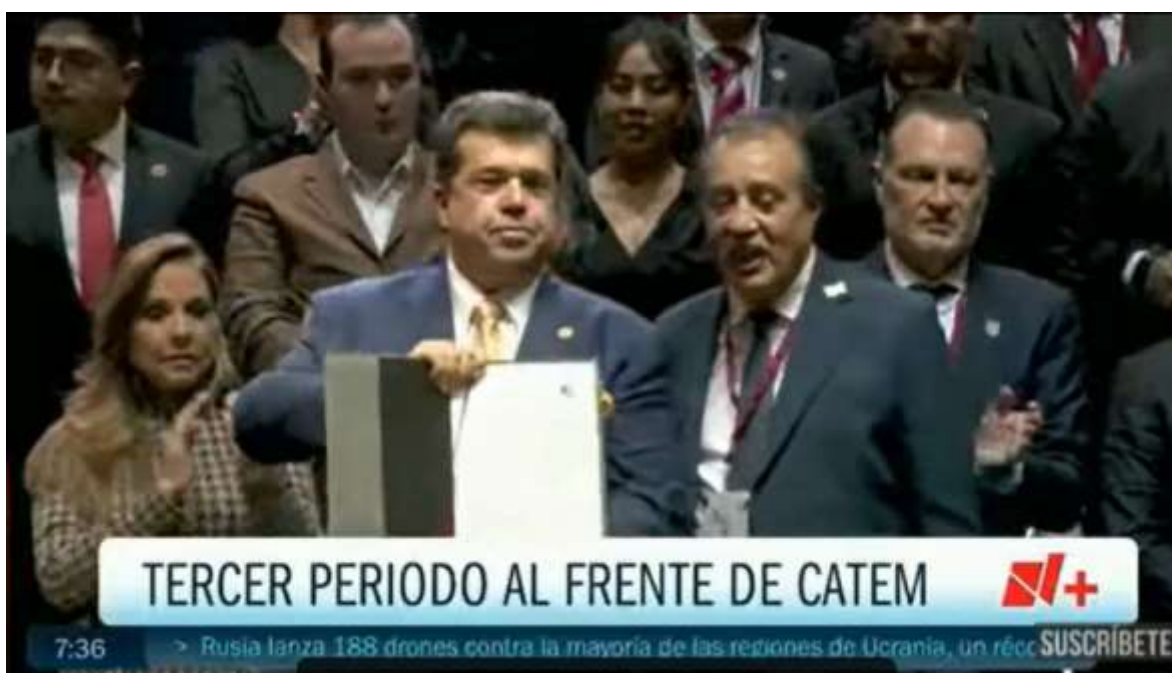 TERCER PERIODO AL FRENTE DE CATEM
N+
7:36 > Rusia lanza 188 drones contra la mayoría de las regiones de Ucrania, un réc
SUSCRÍBETE